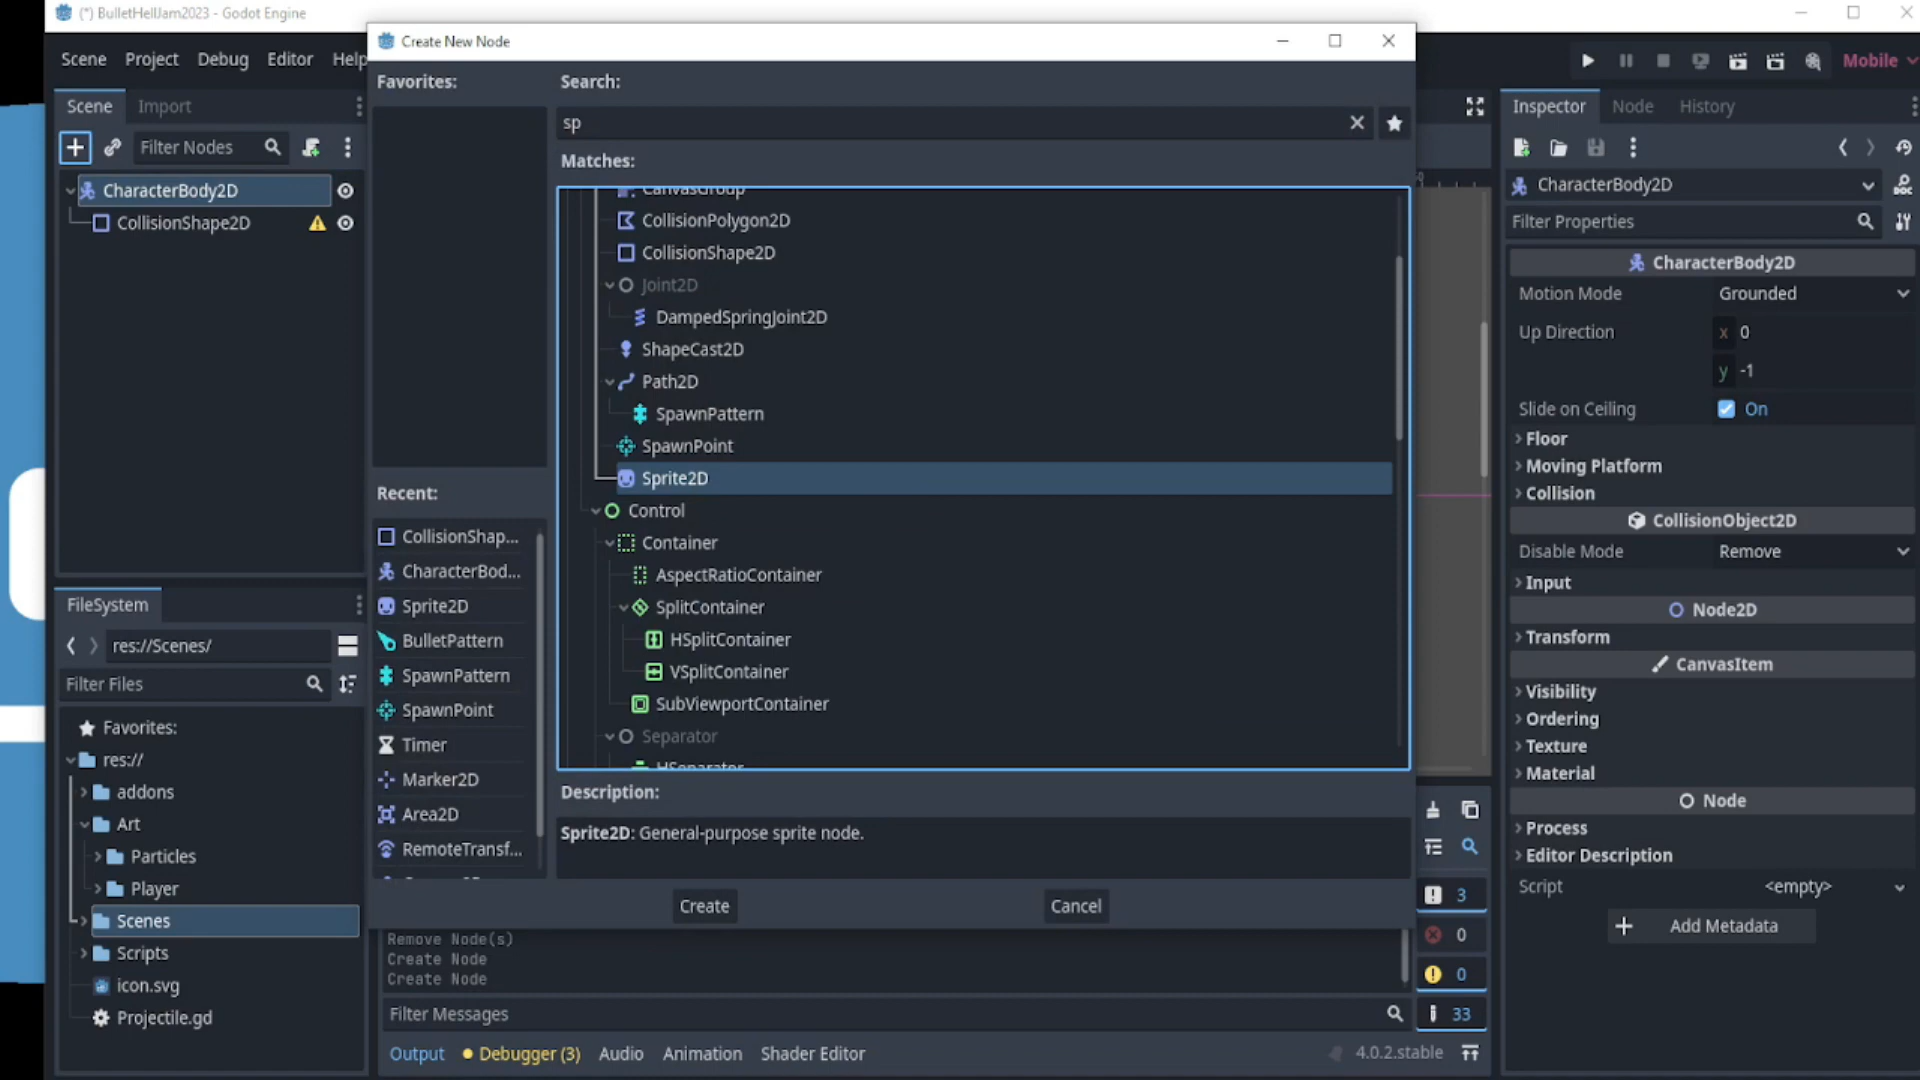 (*) BulletHellJam2023 - Godot Engine
Scene Project Debug Editor Help
Mobile
Scene Import
Filter Nodes
CharacterBody2D
CollisionShape2D
FileSystem
res://Scenes/
Filter Files
Favorites:
res://
addons
Art
Particles
Player
Scenes
Scripts
icon.svg
Projectile.gd
Create New Node
Favorites:
Recent:
CollisionShap...
CharacterBod...
Sprite2D
BulletPattern
SpawnPattern
SpawnPoint
Timer
Marker2D
Area2D
RemoteTransf...
Search:
sp
Matches:
CanvasGroup
CollisionPolygon2D
CollisionShape2D
Joint2D
DampedSpringJoint2D
ShapeCast2D
Path2D
SpawnPattern
SpawnPoint
Sprite2D
Control
Container
AspectRatioContainer
SplitContainer
HSplitContainer
VSplitContainer
SubViewportContainer
Separator
HSeparator
Description:
Sprite2D: General-purpose sprite node.
Create Cancel
Remove Node(s)
Create Node
Create Node
Filter Messages
3
0
0
33
Output Debugger (3) Audio Animation Shader Editor 4.0.2.stable
Inspector Node History
CharacterBody2D
Filter Properties
CharacterBody2D
Motion Mode Grounded
Up Direction x 0
y -1
Slide on Ceiling On
Floor
Moving Platform
Collision
CollisionObject2D
Disable Mode Remove
Input
Node2D
Transform
CanvasItem
Visibility
Ordering
Texture
Material
Node
Process
Editor Description
Script <empty>
Add Metadata